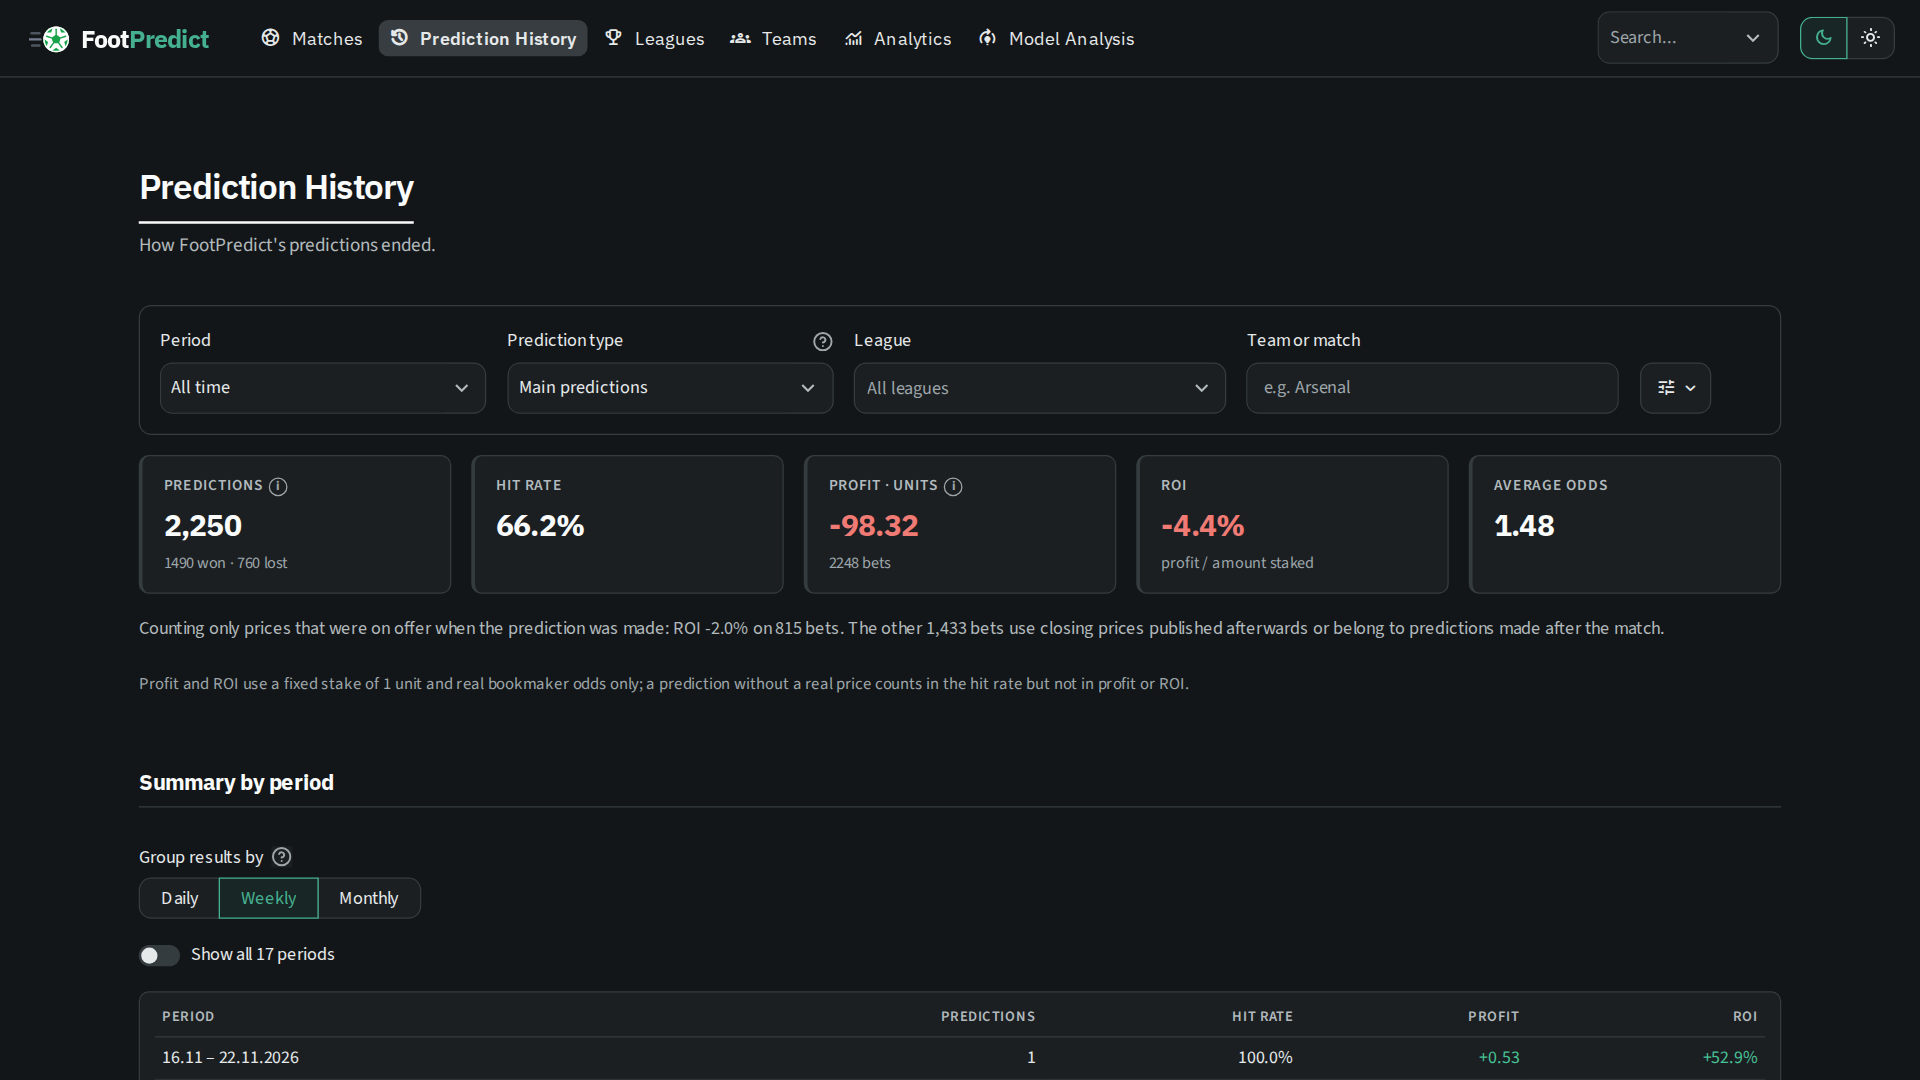 FootPredict
Matches
Prediction History
Leagues
Teams
Analytics
Model Analysis
Search...
Prediction History
How FootPredict's predictions ended.
Period
Prediction type
League
Team or match
All time
Main predictions
All leagues
e.g. Arsenal
PREDICTIONS
2,250
1490 won · 760 lost
HIT RATE
66.2%
PROFIT · UNITS
-98.32
2248 bets
ROI
-4.4%
profit / amount staked
AVERAGE ODDS
1.48
Counting only prices that were on offer when the prediction was made: ROI -2.0% on 815 bets. The other 1,433 bets use closing prices published afterwards or belong to predictions made after the match.
Profit and ROI use a fixed stake of 1 unit and real bookmaker odds only; a prediction without a real price counts in the hit rate but not in profit or ROI.
Summary by period
Group results by
Daily
Weekly
Monthly
Show all 17 periods
PERIOD PREDICTIONS HIT RATE PROFIT ROI
16.11 – 22.11.2026 1 100.0% +0.53 +52.9%